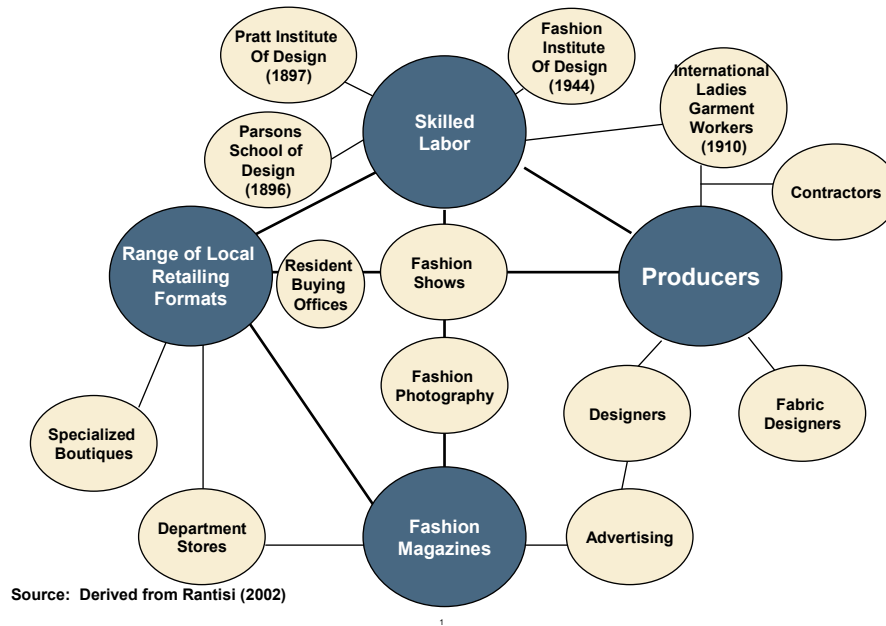 Pratt Institute
Of Design
(1897)
Fashion
Institute
Of Design
(1944)
International
Ladies
Garment
Workers
(1910)
Skilled
Labor
Parsons
School of
Design
(1896)
Contractors
Range of Local
Retailing
Formats
Resident
Buying
Offices
Fashion
Shows
Producers
Fashion
Photography
Designers
Fabric
Designers
Specialized
Boutiques
Department
Stores
Fashion
Magazines
Advertising
Source: Derived from Rantisi (2002)
1